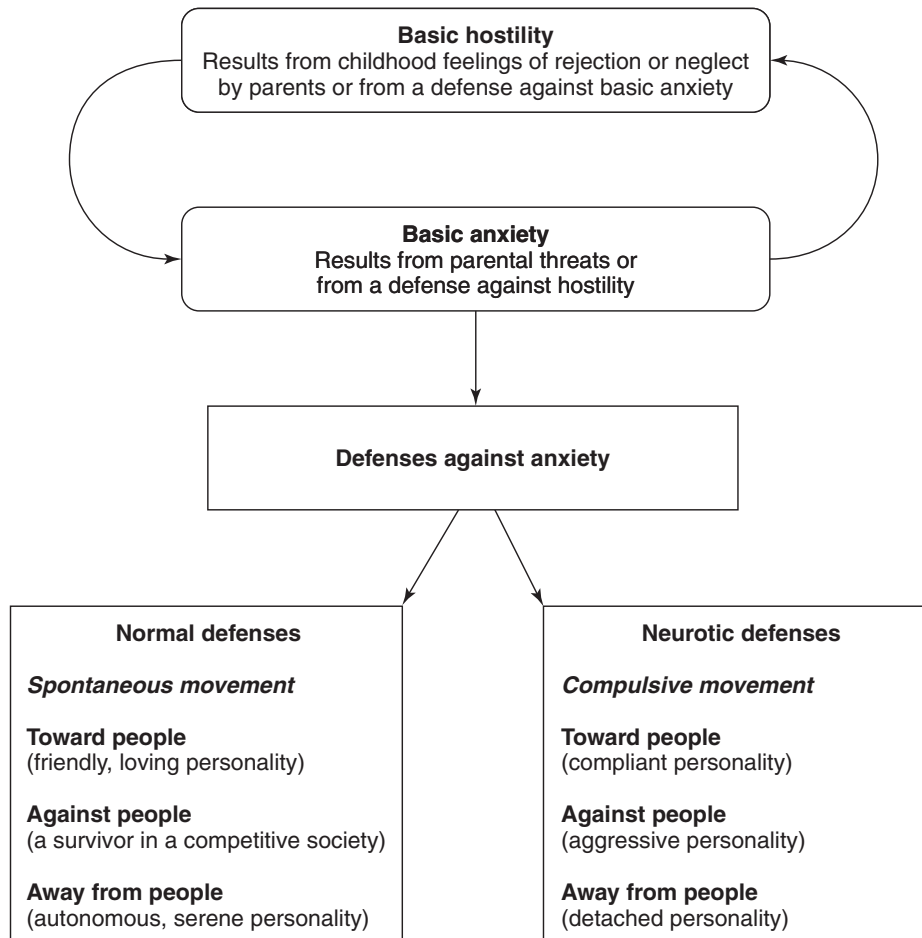 Basic hostility
Results from childhood feelings of rejection or neglect
by parents or from a defense against basic anxiety
Basic anxiety
Results from parental threats or
from a defense against hostility
Defenses against anxiety
Normal defenses
Spontaneous movement
Toward people
(friendly, loving personality)
Against people
(a survivor in a competitive society)
Away from people
(autonomous, serene personality)
Neurotic defenses
Compulsive movement
Toward people
(compliant personality)
Against people
(aggressive personality)
Away from people
(detached personality)